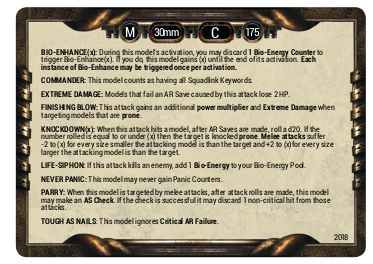 M 30mm C 175
BIO-ENHANCE(x): During this model's activation, you may discard 1 Bio-Energy Counter to
trigger Bio-Enhance(x). If you do, this model gains (x) until the end of its activation. Each
instance of Bio-Enhance may be triggered once per activation.
COMMANDER: This model counts as having all Squadlink Keywords.
EXTREME DAMAGE: Models that fail an AR Save caused by this attack lose 2 HP.
FINISHING BLOW: This attack gains an additional power multiplier and Extreme Damage when
targeting models that are prone.
KNOCKDOWN(x): When this attack hits a model, after AR Saves are made, roll a d20. If the
number rolled is equal to or under (x) then the target is knocked prone. Melee attacks suffer
-2 to (x) for every size smaller the attacking model is than the target and +2 to (x) for every size
larger the attacking model is than the target.
LIFE-SIPHON: If this attack kills an enemy, add 1 Bio-Energy to your Bio-Energy Pool.
NEVER PANIC: This model may never gain Panic Counters.
PARRY: When this model is targeted by melee attacks, after attack rolls are made, this model
may make an AS Check. If the check is successful it may discard 1 non-critical hit from those
attacks.
TOUGH AS NAILS: This model ignores Critical AR Failure.
2018